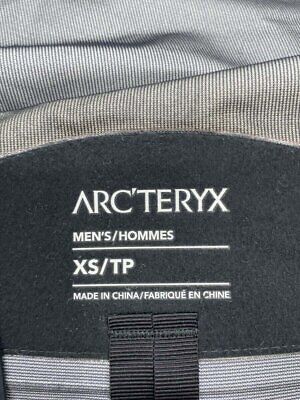 ARC'TERYX
MEN'S/HOMMES
XS/TP
MADE IN CHINA/FABRIQUÉ EN CHINE